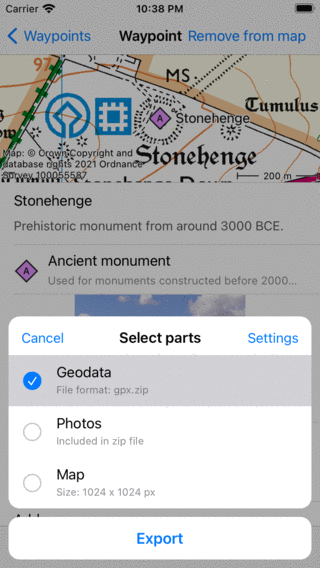 Carrier 10:38 PM
Waypoints Waypoint Remove from map
97
MS
Tumulus
A Stonehenge
Stonehenge
Map: © Crown Copyright and
database rights 2021 Ordnance
Survey 100055587
200 m
Stonehenge Down
Stonehenge
Prehistoric monument from around 3000 BCE.
A Ancient monument
Used for monuments constructed before 2000...
Cancel Select parts Settings
Geodata
File format: gpx.zip
Photos
Included in zip file
Map
Size: 1024 x 1024 px
Export